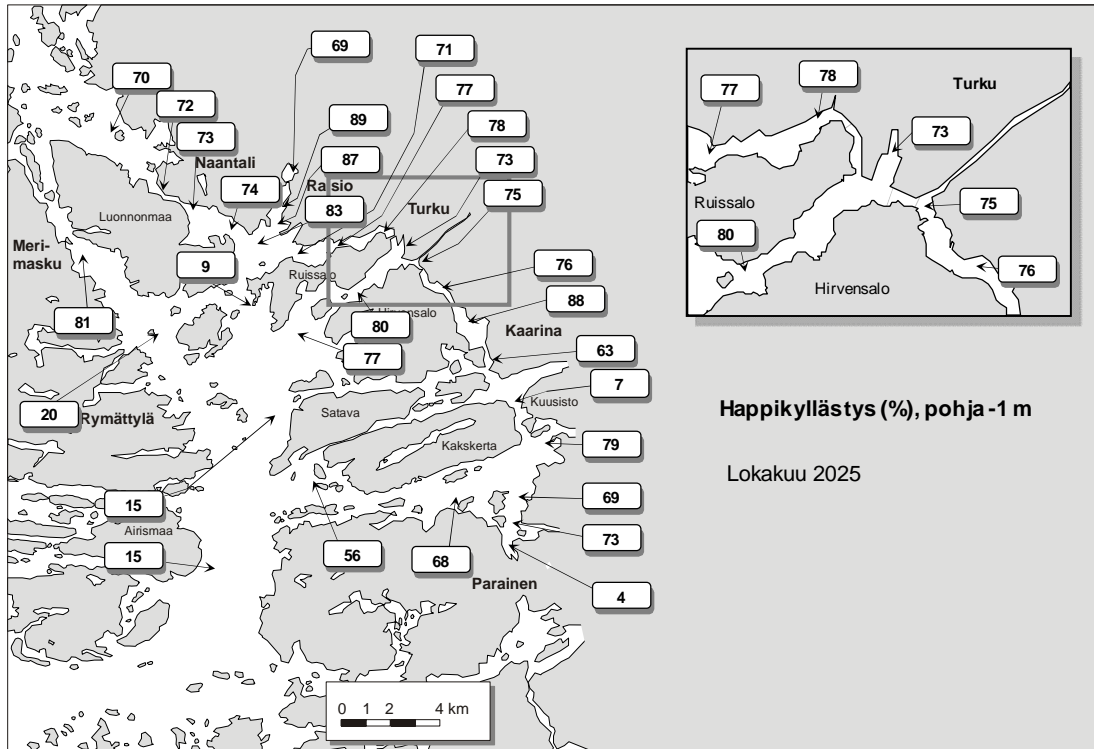 69
71
70
77
72
89
78
73
87
73
Naantali
74
83
Raisio
75
Turku
Luonnonmaa
Meri-
masku
9
Ruissalo
76
81
80
Hirvensalo
88
77
Kaarina
63
20
Rymättylä
7
Satava
Kuusisto
Kakskerta
79
15
69
Airismaa
73
15
56
68
Parainen
4
0 1 2 4 km
78
77
Turku
73
Ruissalo
75
80
76
Hirvensalo
Happikyllästys (%), pohja -1 m
Lokakuu 2025